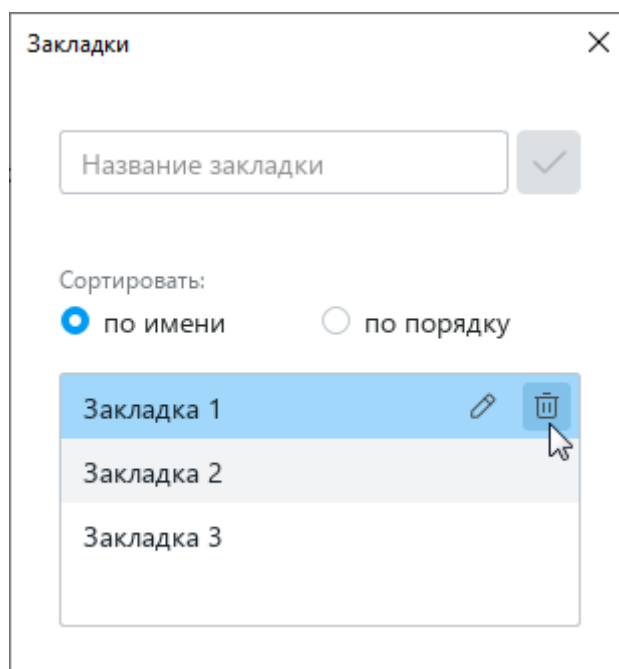 Закладки
Название закладки
Сортировать:
по имени
по порядку
Закладка 1
Закладка 2
Закладка 3